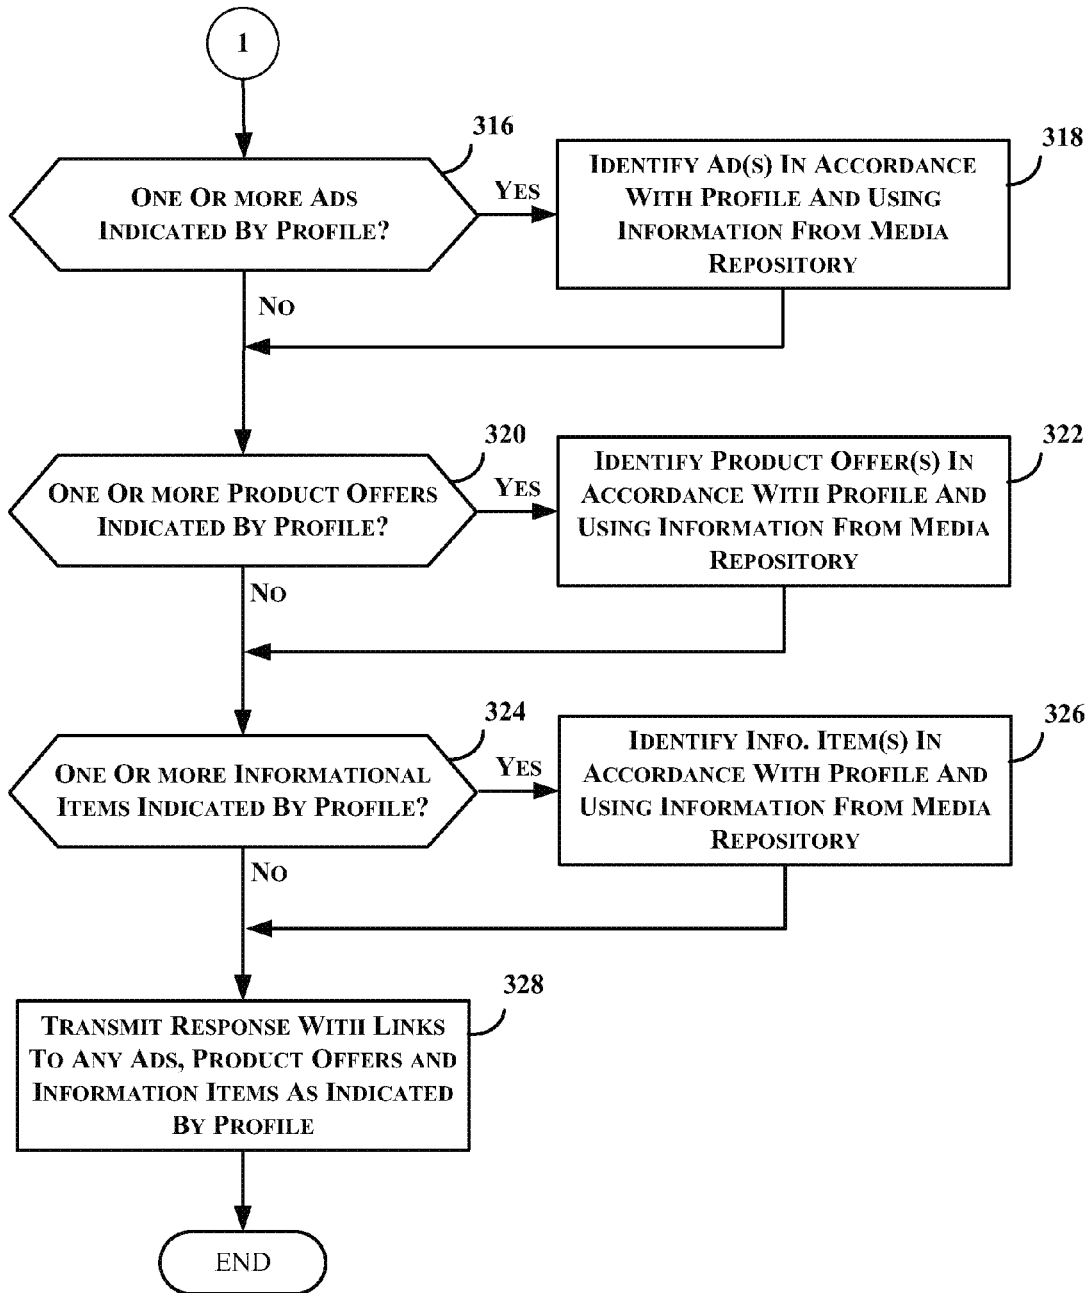 1
316
ONE OR MORE ADS
INDICATED BY PROFILE?
YES
318
IDENTIFY AD(S) IN ACCORDANCE
WITH PROFILE AND USING
INFORMATION FROM MEDIA
REPOSITORY
NO
320
ONE OR MORE PRODUCT OFFERS
INDICATED BY PROFILE?
YES
322
IDENTIFY PRODUCT OFFER(S) IN
ACCORDANCE WITH PROFILE AND
USING INFORMATION FROM MEDIA
REPOSITORY
NO
324
ONE OR MORE INFORMATIONAL
ITEMS INDICATED BY PROFILE?
YES
326
IDENTIFY INFO. ITEM(S) IN
ACCORDANCE WITH PROFILE AND
USING INFORMATION FROM MEDIA
REPOSITORY
NO
328
TRANSMIT RESPONSE WITH LINKS
TO ANY ADS, PRODUCT OFFERS AND
INFORMATION ITEMS AS INDICATED
BY PROFILE
END